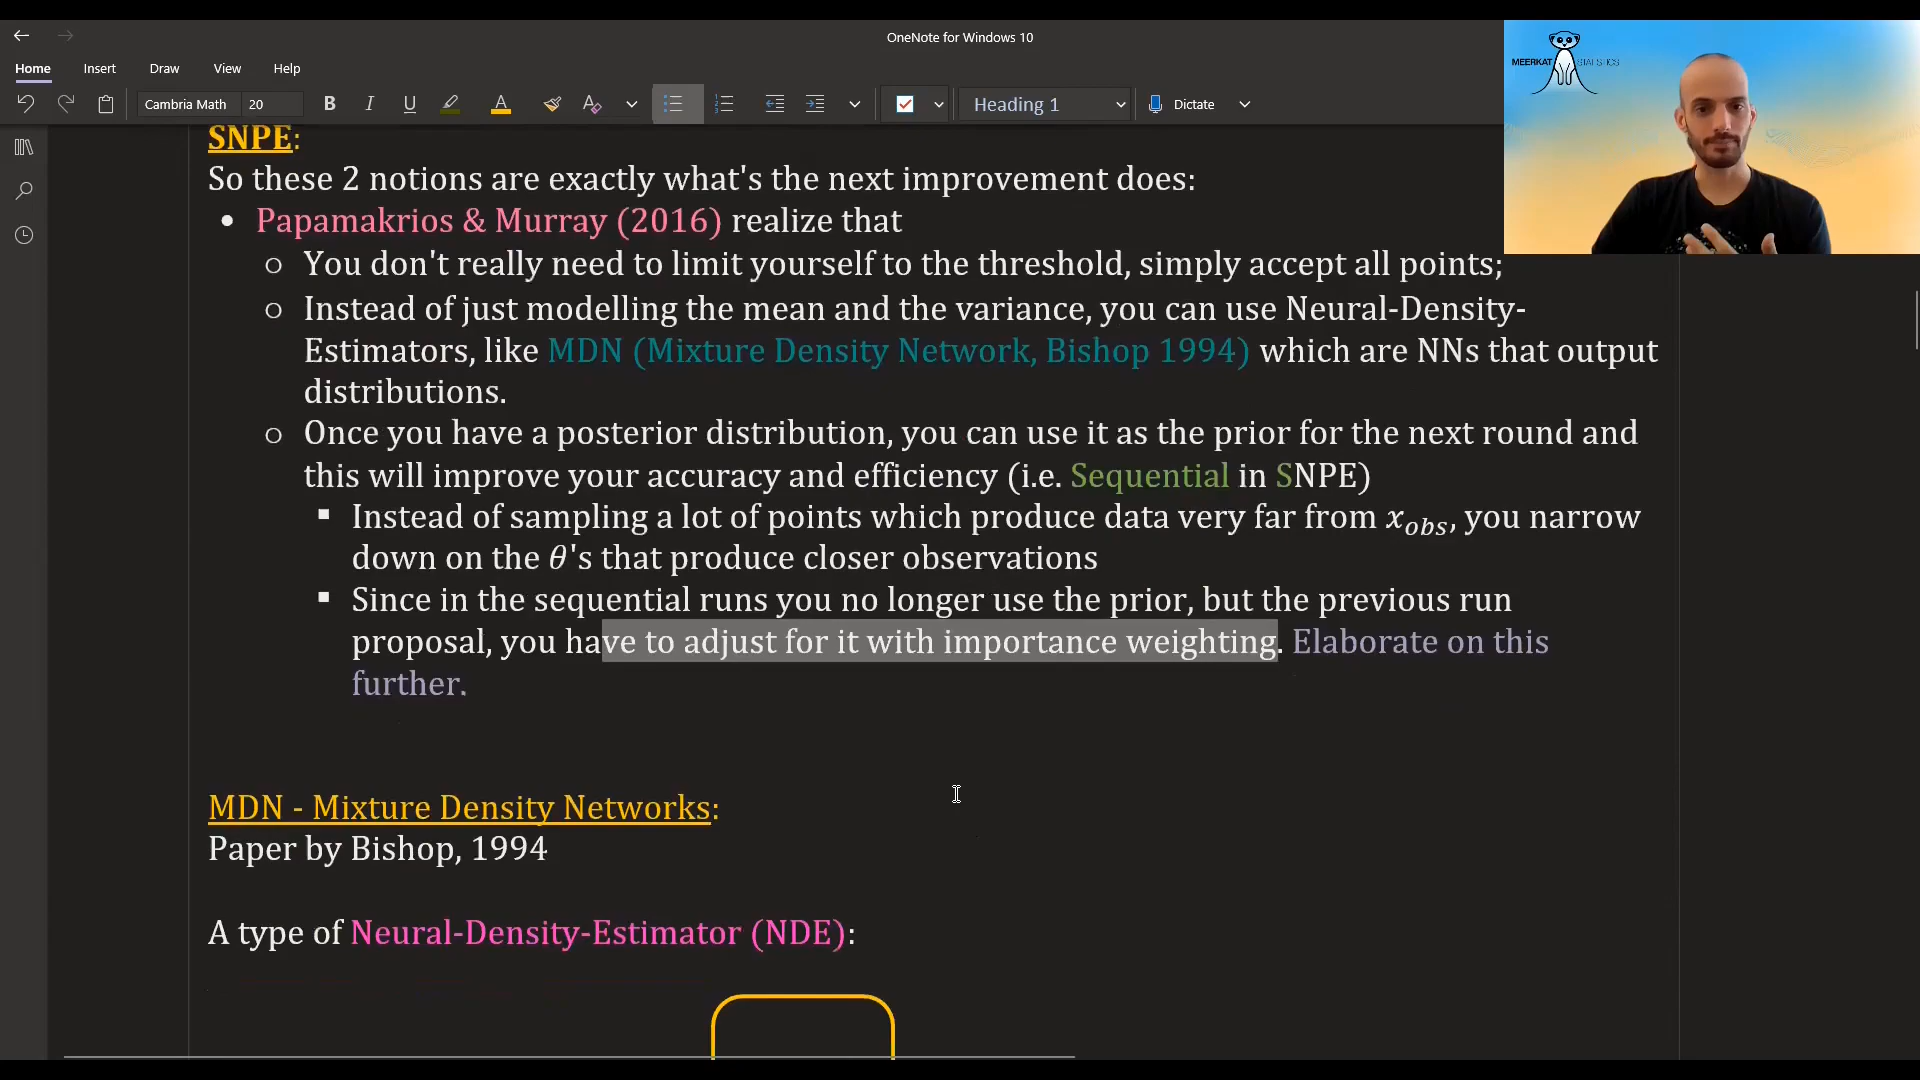 OneNote for Windows 10
Home Insert Draw View Help
Cambria Math 20 B I U A A Heading 1 Dictate
MEERKAT STATISTICS
SNPE:
So these 2 notions are exactly what's the next improvement does:
• Papamakrios & Murray (2016) realize that
o You don't really need to limit yourself to the threshold, simply accept all points;
o Instead of just modelling the mean and the variance, you can use Neural-Density-
Estimators, like MDN (Mixture Density Network, Bishop 1994) which are NNs that output
distributions.
o Once you have a posterior distribution, you can use it as the prior for the next round and
this will improve your accuracy and efficiency (i.e. Sequential in SNPE)
▪ Instead of sampling a lot of points which produce data very far from x_obs, you narrow
down on the θ's that produce closer observations
▪ Since in the sequential runs you no longer use the prior, but the previous run
proposal, you have to adjust for it with importance weighting. Elaborate on this
further.
MDN - Mixture Density Networks:
Paper by Bishop, 1994
A type of Neural-Density-Estimator (NDE):